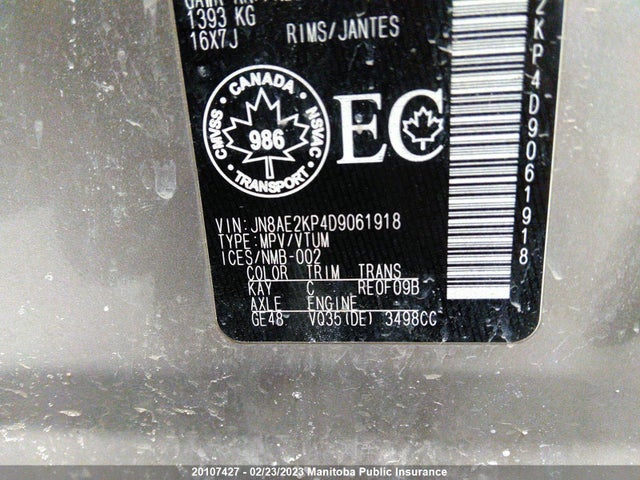 1393 KG
16X7J RIMS/JANTES
CANADA
CMVSS
NSVAC
986
TRANSPORT
EC
VIN: JN8AE2KP4D9061918
TYPE: MPV/VTUM
ICES/NMB-002
COLOR TRIM TRANS
KAY C RE0F09B
AXLE ENGINE
GE48 VQ35(DE) 3498CC
2KP4D9061918
20107427 - 02/23/2023 Manitoba Public Insurance